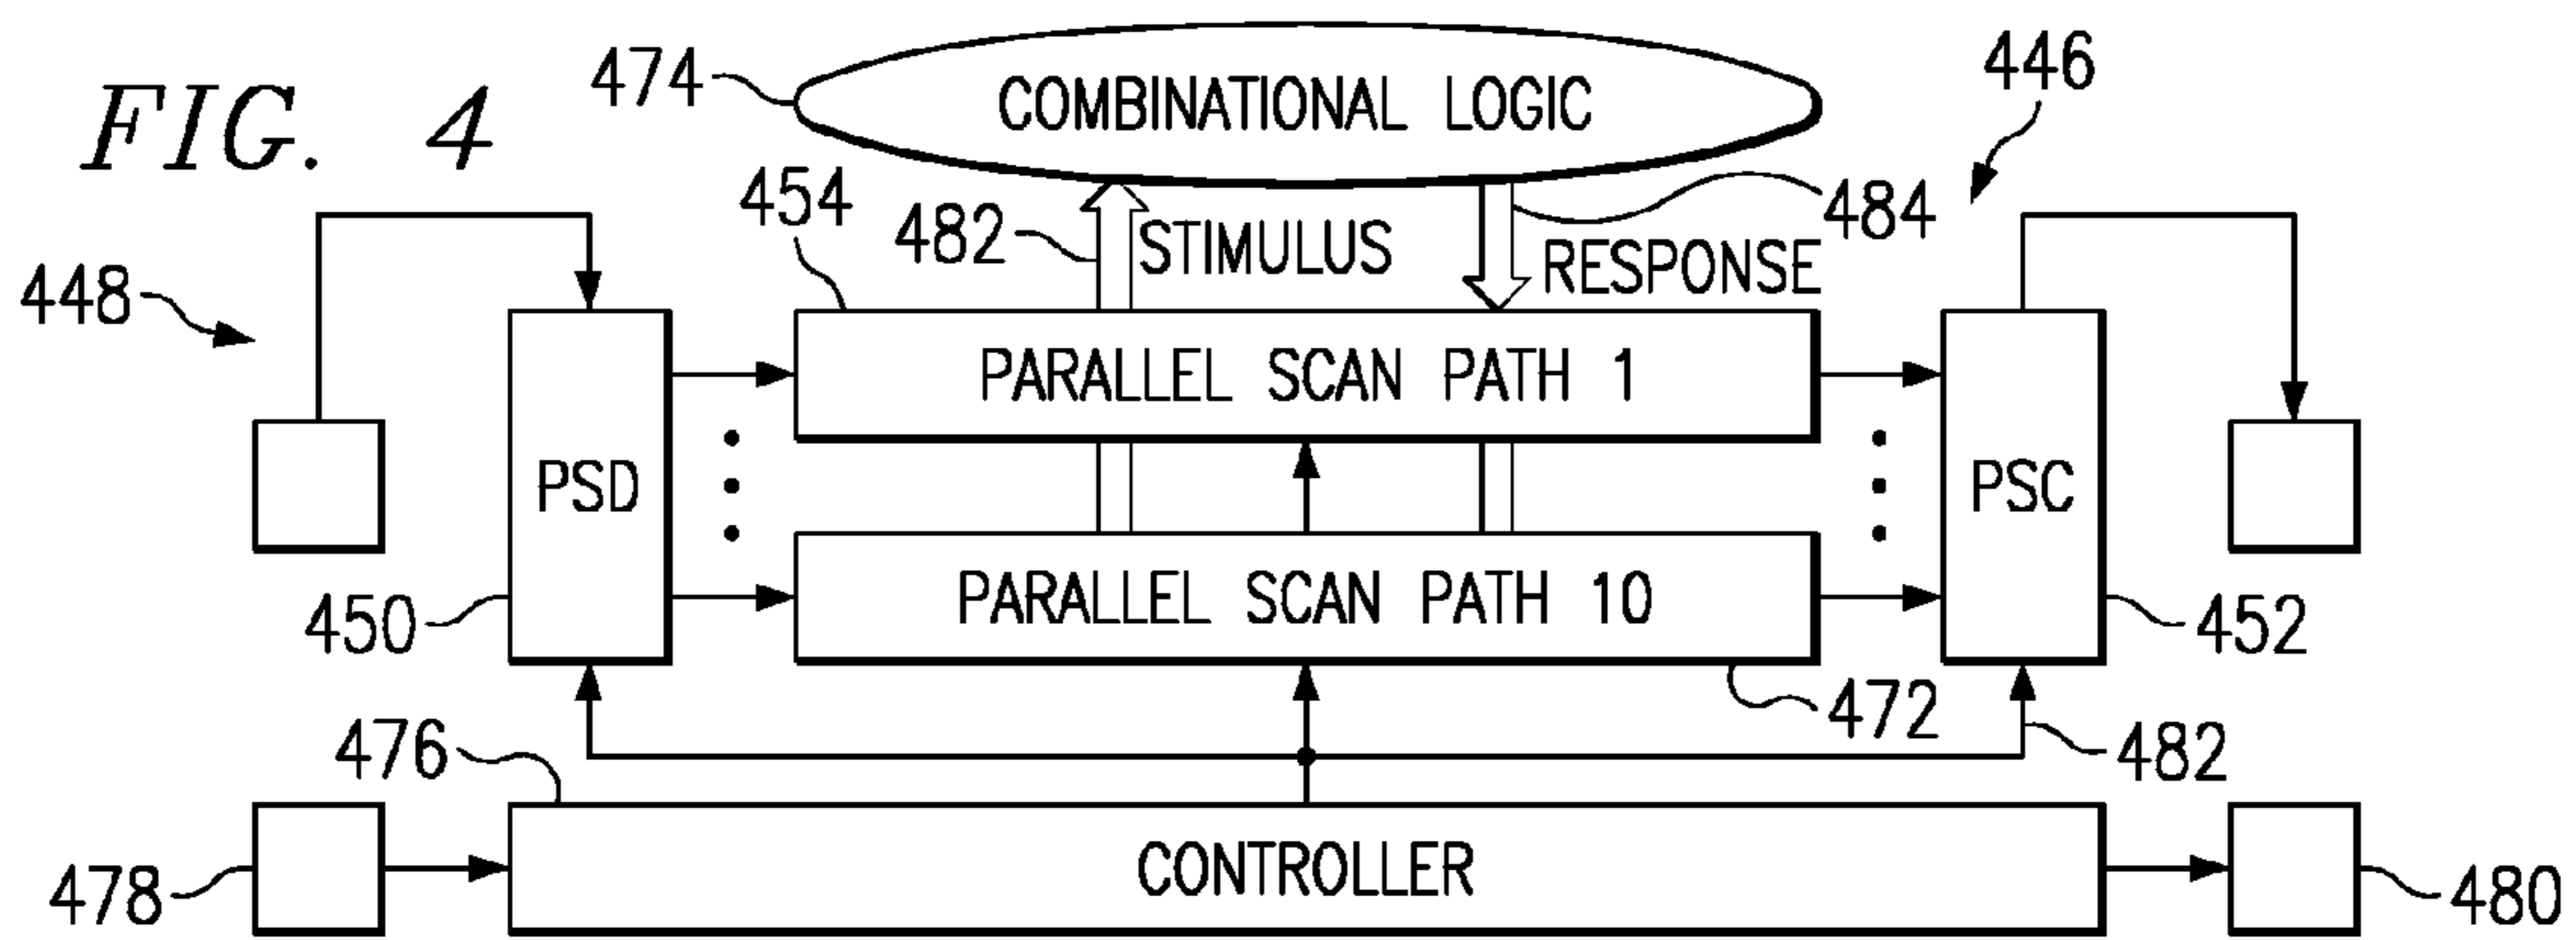 FIG. 4
474
COMBINATIONAL LOGIC
446
454
482
STIMULUS
484
RESPONSE
448
PARALLEL SCAN PATH 1
PSD
PSC
PARALLEL SCAN PATH 10
450
452
472
476
482
478
CONTROLLER
480